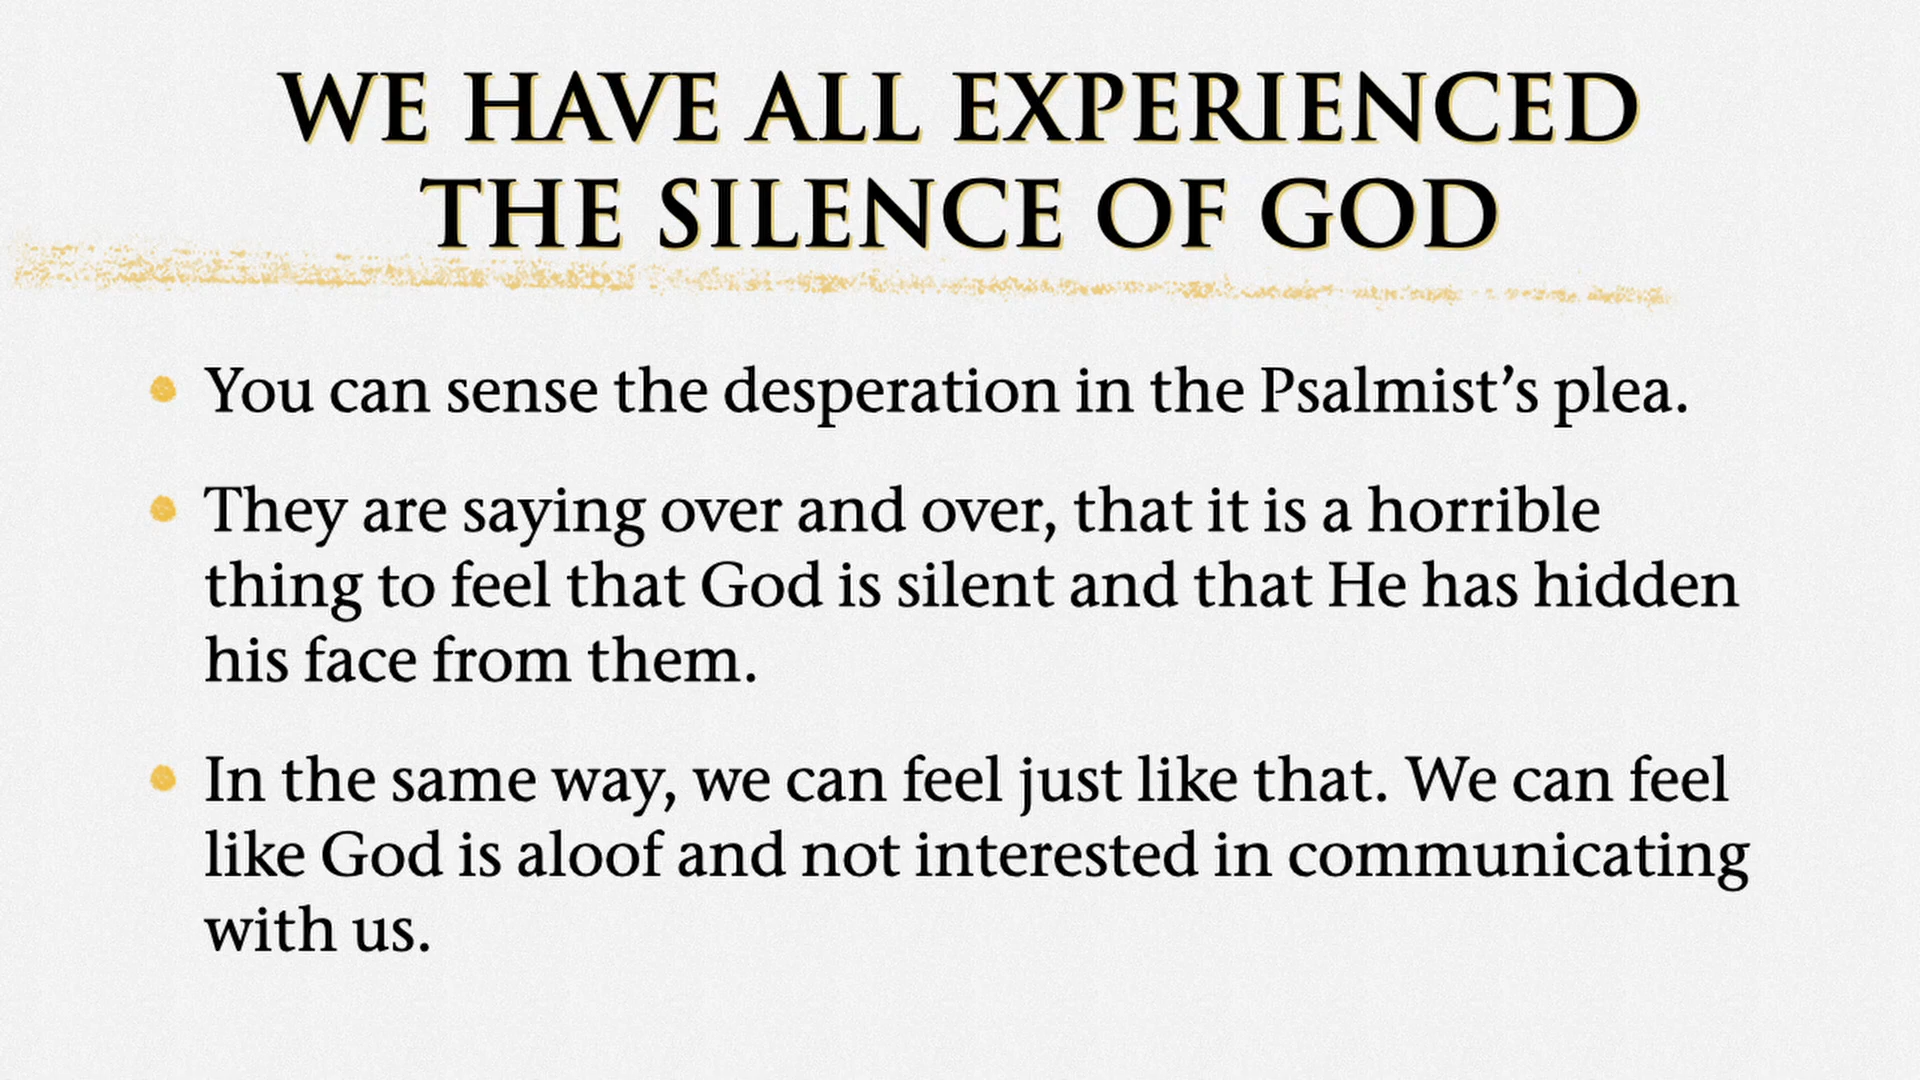 WE HAVE ALL EXPERIENCED
THE SILENCE OF GOD
You can sense the desperation in the Psalmist’s plea.
They are saying over and over, that it is a horrible
thing to feel that God is silent and that He has hidden
his face from them.
In the same way, we can feel just like that. We can feel
like God is aloof and not interested in communicating
with us.